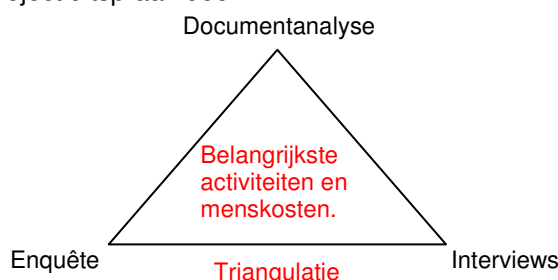 Documentanalyse
Belangrijkste
activiteiten en
menskosten.
Enquête
Interviews
Triangulatie